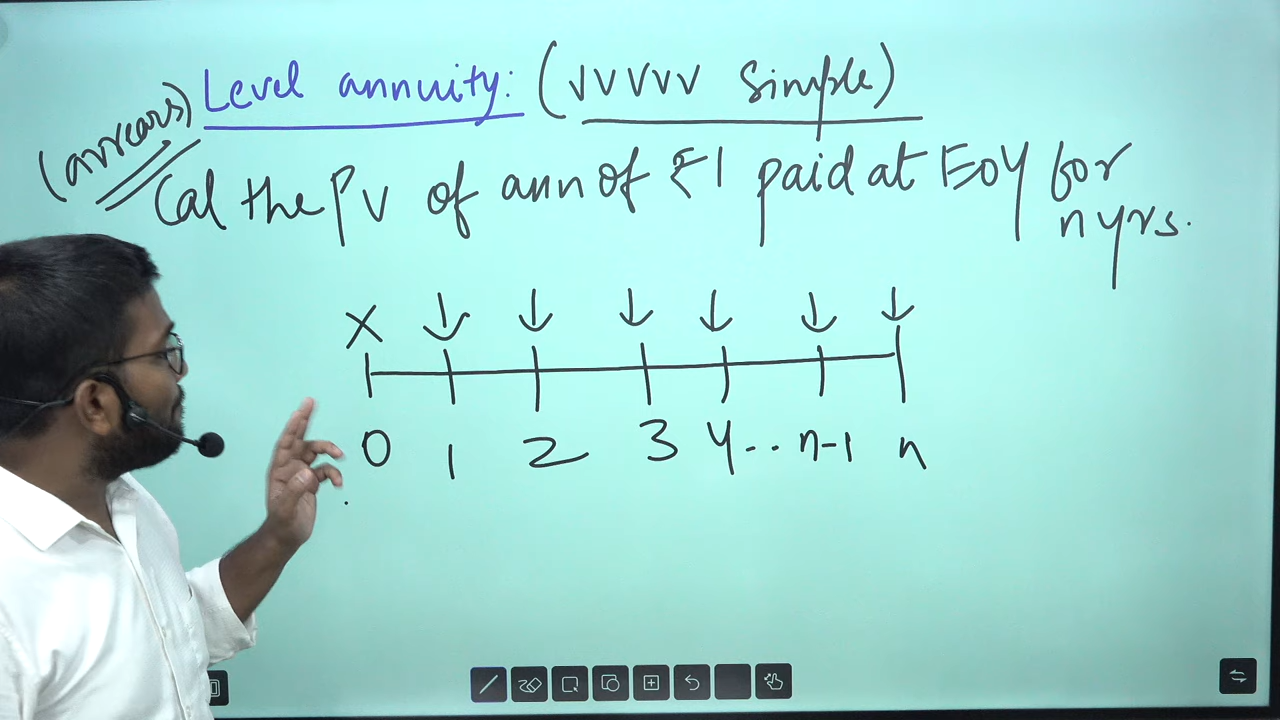 Level annuity: (VVVVV Simple)
(arrears)
Cal the PV of ann of ₹1 paid at EOY for
n yrs.
X
0 1 2 3 4 .. n-1 n